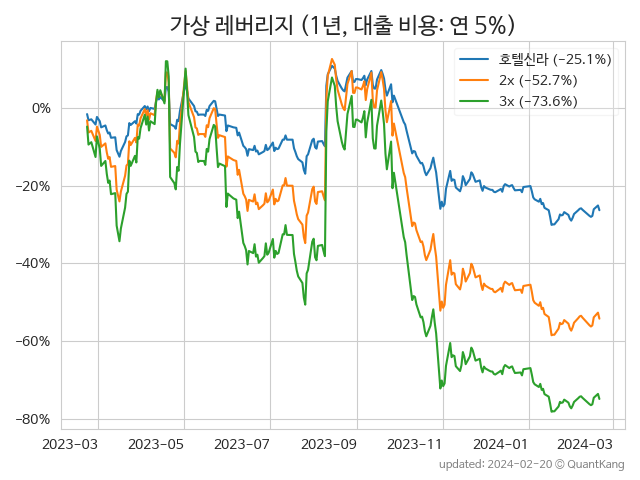 가상 레버리지 (1년, 대출 비용: 연 5%)
호텔신라 (−25.1%)
2x (−52.7%)
3x (−73.6%)
0%
−20%
−40%
−60%
−80%
2023-03 2023-05 2023-07 2023-09 2023-11 2024-01 2024-03
updated: 2024-02-20 © QuantKang